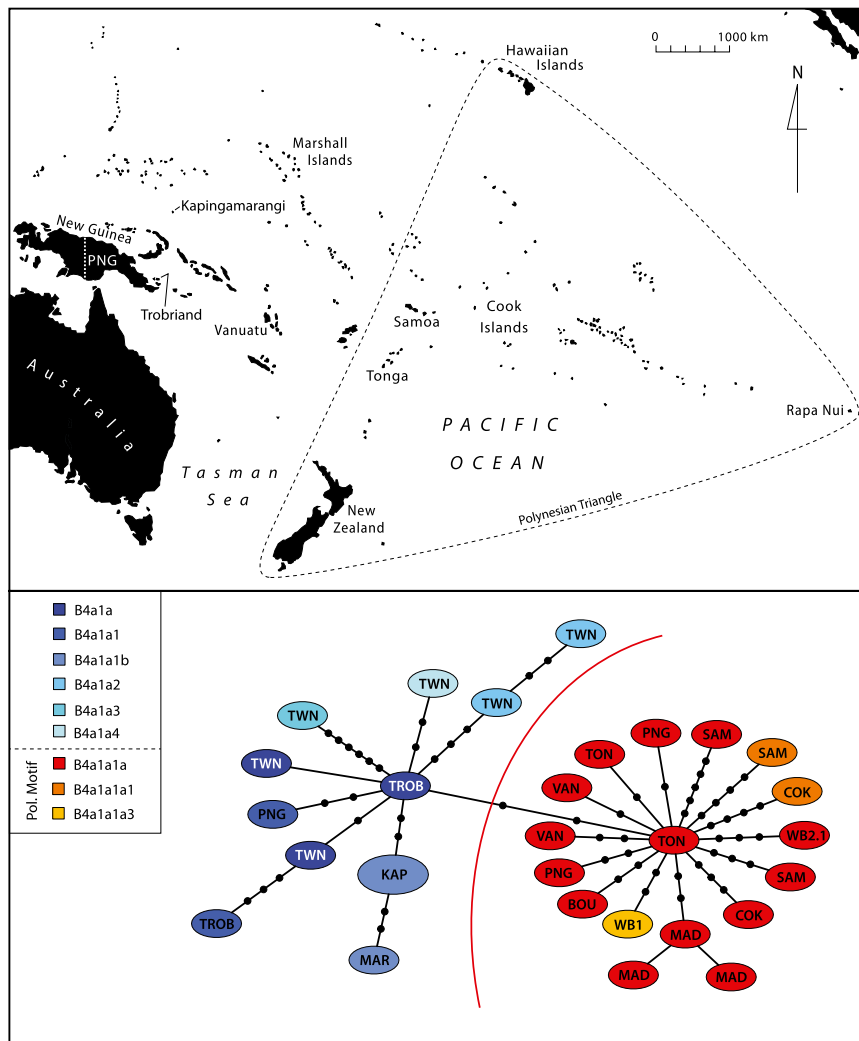 Hawaiian
Islands
0 1000 km
N
Marshall
Islands
Kapingamarangi
New Guinea
PNG
Trobriand
Vanuatu
Samoa
Cook
Islands
Tonga
Rapa Nui
Australia
PACIFIC
OCEAN
Tasman
Sea
New
Zealand
Polynesian Triangle
B4a1a
B4a1a1
B4a1a1b
B4a1a2
B4a1a3
B4a1a4
Pol. Motif
B4a1a1a
B4a1a1a1
B4a1a1a3
TWN
TWN
TWN
TWN
TWN
TROB
PNG
TWN
KAP
TROB
MAR
PNG
SAM
TON
SAM
VAN
COK
VAN
TON
WB2.1
PNG
SAM
BOU
COK
WB1
MAD
MAD
MAD